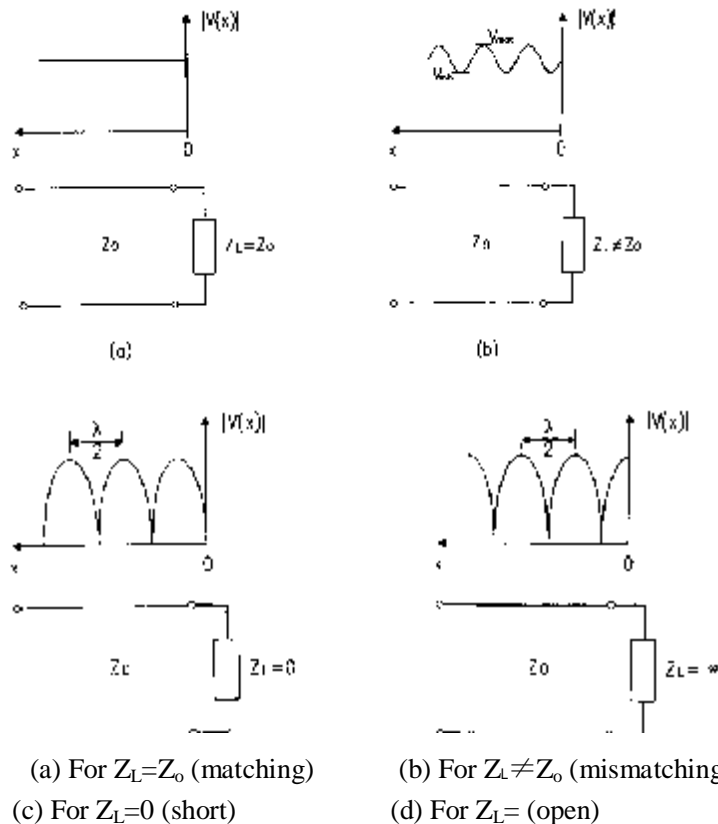 |V(x)|
x
0
Zo
ZL=Zo
(a)
|V(x)|
Vmax
x
0
Zo
Z ≠Zo
(b)
λ
2
|V(x)|
x
0
Z =0
λ
2
|V(x)|
x
0
Zo
ZL=
(a) For ZL=Zo (matching)
(b) For ZL≠Zo (mismatching
(c) For ZL=0 (short)
(d) For ZL= (open)